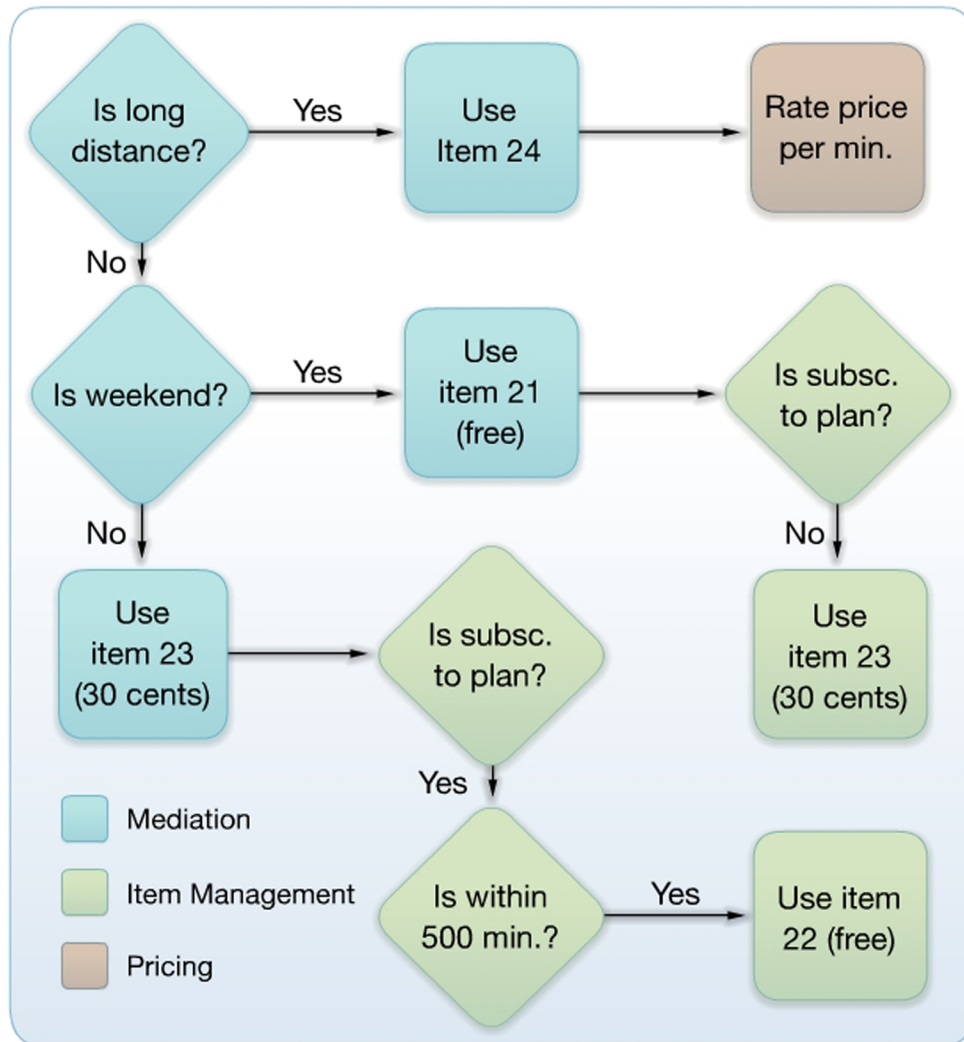 Is long
distance?
Yes
Use
Item 24
Rate price
per min.
No
Is weekend?
Yes
Use
item 21
(free)
Is subsc.
to plan?
No
No
Use
item 23
(30 cents)
Is subsc.
to plan?
Use
item 23
(30 cents)
Yes
Is within
500 min.?
Yes
Use item
22 (free)
Mediation
Item Management
Pricing